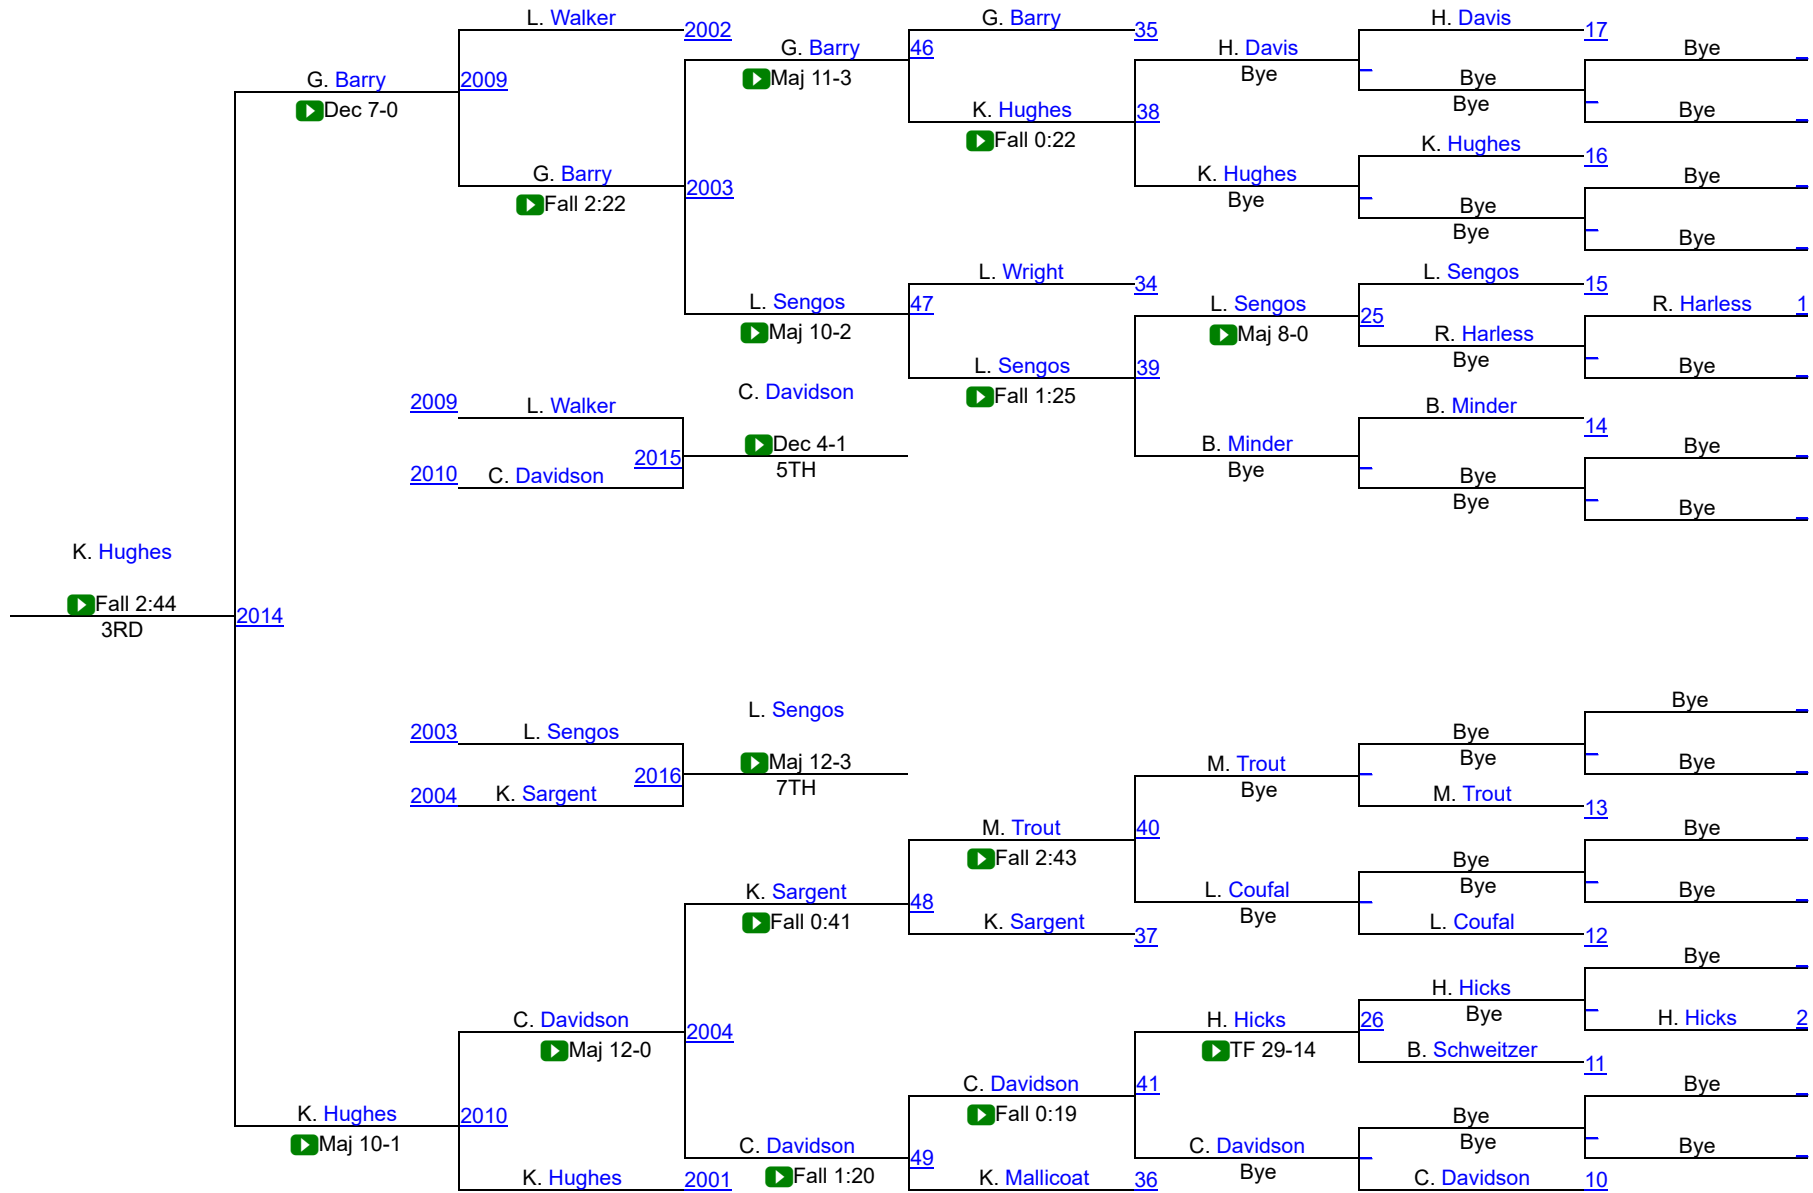 L. Walker
2002
G. Barry
35
H. Davis
17
G. Barry
46
H. Davis
Bye
Maj 11-3
Bye
Bye
G. Barry
2009
Bye
Dec 7-0
K. Hughes
38
Bye
Fall 0:22
K. Hughes
16
G. Barry
2003
K. Hughes
Bye
Fall 2:22
Bye
Bye
Bye
Bye
L. Wright
34
L. Sengos
15
L. Sengos
47
L. Sengos
25
R. Harless
1
Maj 10-2
Maj 8-0
R. Harless
Bye
Bye
L. Sengos
39
Fall 1:25
C. Davidson
2009
L. Walker
B. Minder
14
Dec 4-1
B. Minder
Bye
2015
5TH
Bye
2010
C. Davidson
Bye
Bye
Bye
K. Hughes
Fall 2:44
2014
3RD
Bye
L. Sengos
2003
L. Sengos
Bye
Maj 12-3
M. Trout
Bye
Bye
2016
7TH
Bye
2004
K. Sargent
M. Trout
13
M. Trout
40
Bye
Fall 2:43
Bye
K. Sargent
48
L. Coufal
Bye
Bye
Fall 0:41
K. Sargent
37
Bye
L. Coufal
12
Bye
H. Hicks
C. Davidson
2004
H. Hicks
26
Bye
H. Hicks
2
Maj 12-0
TF 29-14
B. Schweitzer
11
C. Davidson
41
Bye
K. Hughes
2010
Fall 0:19
Bye
Maj 10-1
C. Davidson
49
C. Davidson
Bye
Bye
K. Hughes
2001
Fall 1:20
K. Mallicoat
36
Bye
C. Davidson
10